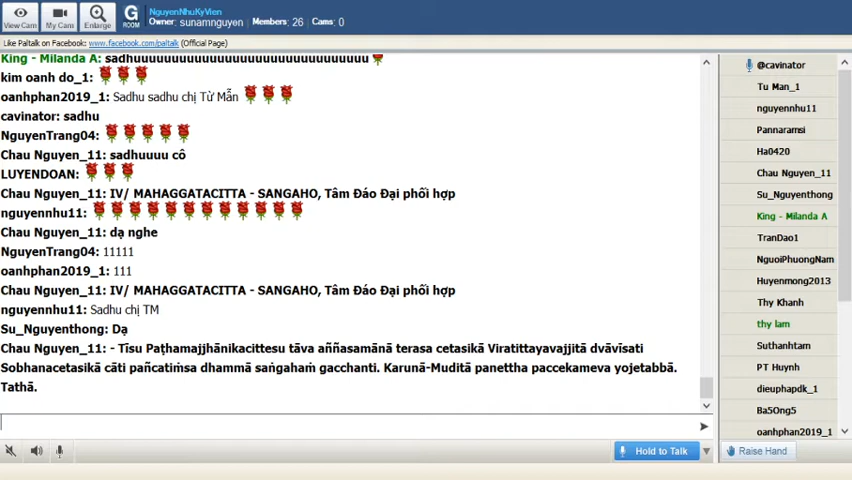 NguyenNhuKyVien
Owner: sunamnguyen Members: 26 Cams: 0
View Cam
My Cam
Enlarge
G
ROOM
Like Paltalk on Facebook: www.facebook.com/paltalk (Official Page)
King - Milanda A: sadhuuuuuuuuuuuuuuuuuuuuuuuuuuuuuuuu
kim oanh do_1:
oanhphan2019_1: Sadhu sadhu chị Từ Mẫn
cavinator: sadhu
NguyenTrang04:
Chau Nguyen_11: sadhuuuu cô
LUYENDOAN:
Chau Nguyen_11: IV/ MAHAGGATACITTA - SANGAHO, Tâm Đáo Đại phối hợp
nguyennhu11:
Chau Nguyen_11: dạ nghe
NguyenTrang04: 11111
oanhphan2019_1: 111
Chau Nguyen_11: IV/ MAHAGGATACITTA - SANGAHO, Tâm Đáo Đại phối hợp
nguyennhu11: Sadhu chị TM
Su_Nguyenthong: Dạ
Chau Nguyen_11: - Tīsu Paṭhamajjhānikacittesu tāva aññasamānā terasa cetasikā Viratittayavajjitā dvāvīsati
Sobhanacetasikā cāti pañcatiṁsa dhammā saṅgahaṁ gacchanti. Karunā-Muditā panettha paccekameva yojetabbā.
Tathā.
@cavinator
Tu Man_1
nguyennhu11
Pannaramsi
Ha0420
Chau Nguyen_11
Su_Nguyenthong
King - Milanda A
TranDao1
NguoiPhuongNam
Huyenmong2013
Thy Khanh
thy lam
Suthanhtam
PT Huynh
dieuphapdk_1
Ba5Ong5
oanhphan2019_1
Hold to Talk
Raise Hand